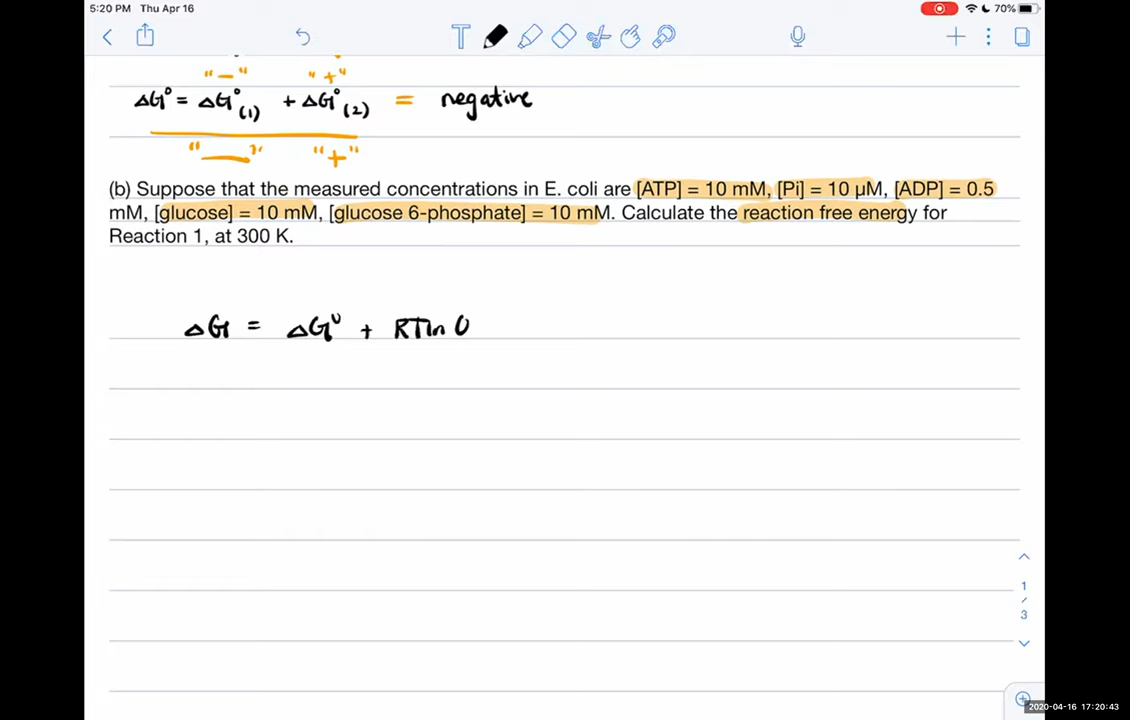 5:20 PM Thu Apr 16
70%
"—" "+"
ΔG° = ΔG°(1) + ΔG°(2) = negative
"—" "+"
(b) Suppose that the measured concentrations in E. coli are [ATP] = 10 mM, [Pi] = 10 µM, [ADP] = 0.5
mM, [glucose] = 10 mM, [glucose 6-phosphate] = 10 mM. Calculate the reaction free energy for
Reaction 1, at 300 K.
ΔG = ΔG° + RTln
1
/
3
2020-04-16 17:20:43